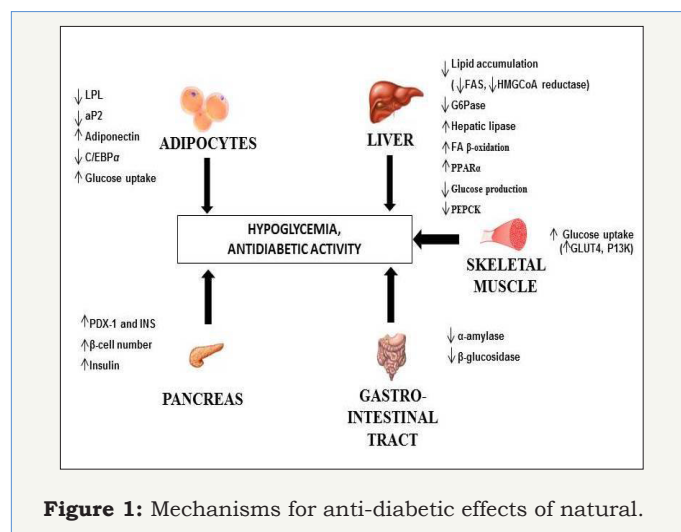 ↓ LPL
↓ aP2
↑ Adiponectin
↓ C/EBPα
↑ Glucose uptake
ADIPOCYTES
LIVER
↓ Lipid accumulation
(↓FAS, ↓HMGCoA reductase)
↓ G6Pase
↑ Hepatic lipase
↑ FA β-oxidation
↑ PPARα
↓ Glucose production
↓ PEPCK
HYPOGLYCEMIA,
ANTIDIABETIC ACTIVITY
SKELETAL
MUSCLE
↑ Glucose uptake
(↑GLUT4, P13K)
↑PDX-1 and INS
↑β-cell number
↑Insulin
PANCREAS
GASTRO-
INTESTINAL
TRACT
↓ α-amylase
↓ β-glucosidase
Figure 1: Mechanisms for anti-diabetic effects of natural.